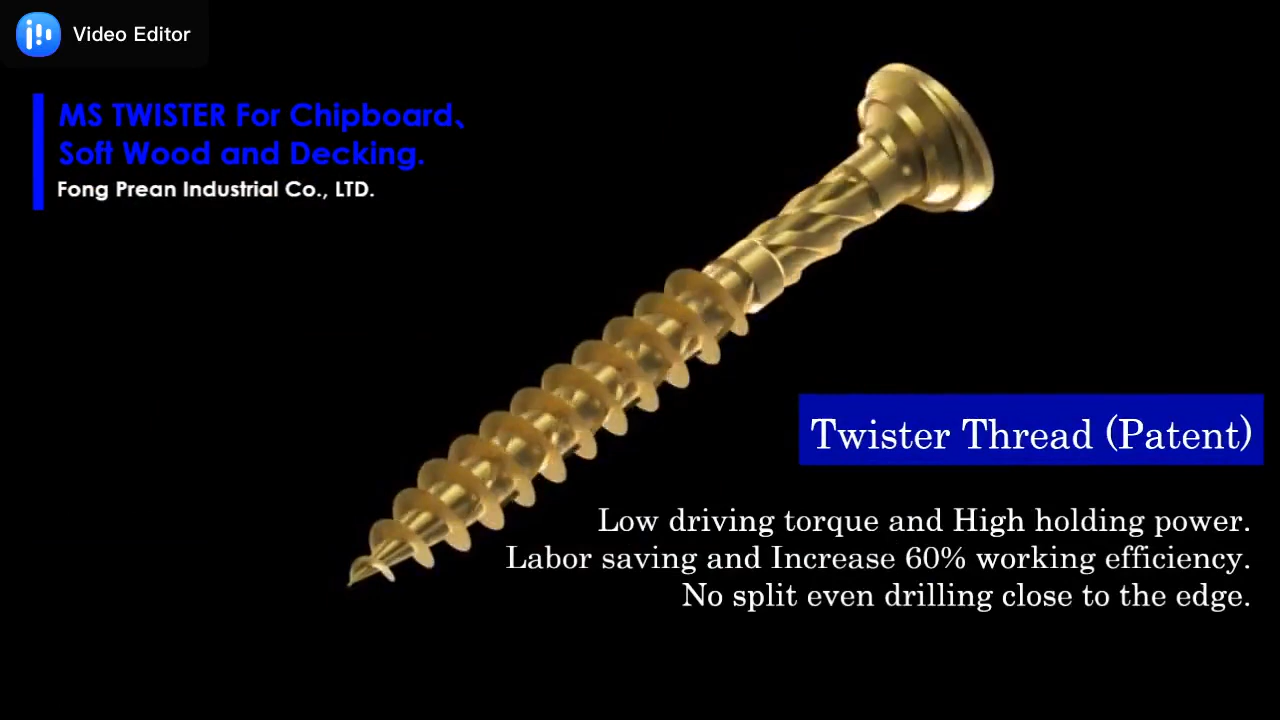 Video Editor
MS TWISTER For Chipboard、
Soft Wood and Decking.
Fong Prean Industrial Co., LTD.
Twister Thread (Patent)
Low driving torque and High holding power.
Labor saving and Increase 60% working efficiency.
No split even drilling close to the edge.